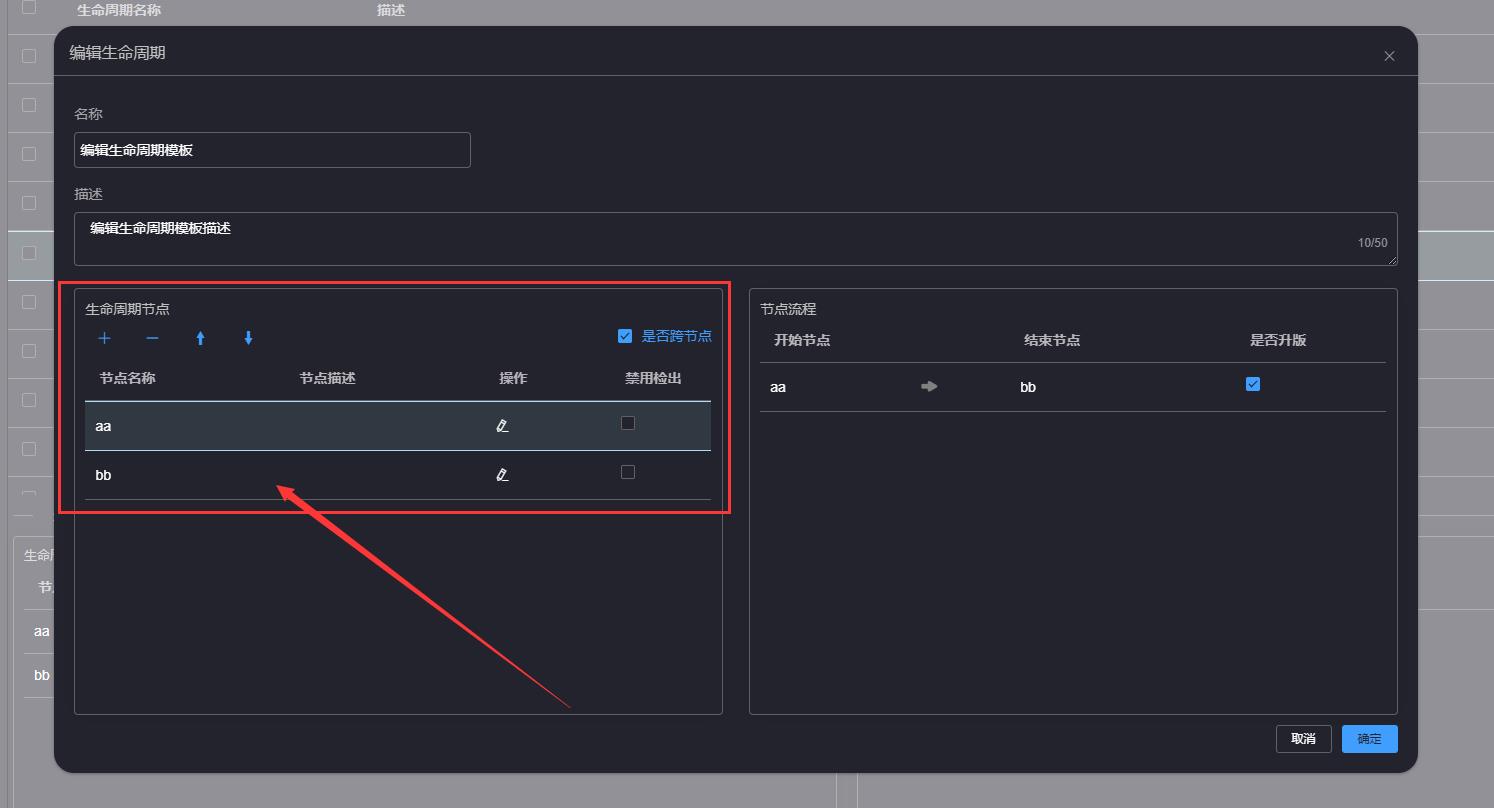 生命周期名称 描述
编辑生命周期
名称
编辑生命周期模板
描述
编辑生命周期模板描述
10/50
生命周期节点
是否跨节点
节点名称 节点描述 操作 禁用检出
aa
bb
节点流程
开始节点 结束节点 是否升版
aa bb
取消 确定
生命
节
aa
bb